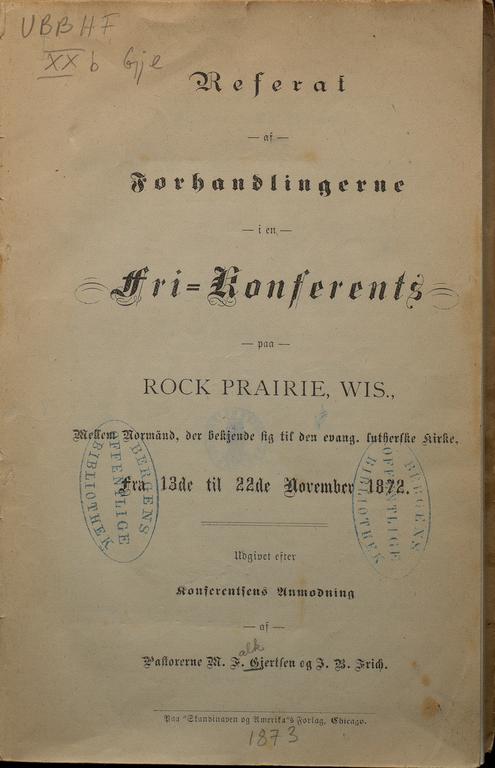 UBBHF
XX b Gje
Referat
— af —
Forhandlingerne
— i en —
Fri=Konferents
— paa —
ROCK PRAIRIE, WIS.,
Mellem Normänd, der bekjende sig til den evang. lutherske Kirke,
Fra 13de til 22de November 1872.
BERGENS
OFFENTLIGE
BIBLIOTHEK
BERGENS
OFFENTLIGE
BIBLIOTHEK
Udgivet efter
Konferentsens Anmodning
— af —
alk
Pastorerne M. F. Gjertsen og J. B. Frich.
Paa "Skandinaven og Amerika"s Forlag, Chicago.
1873